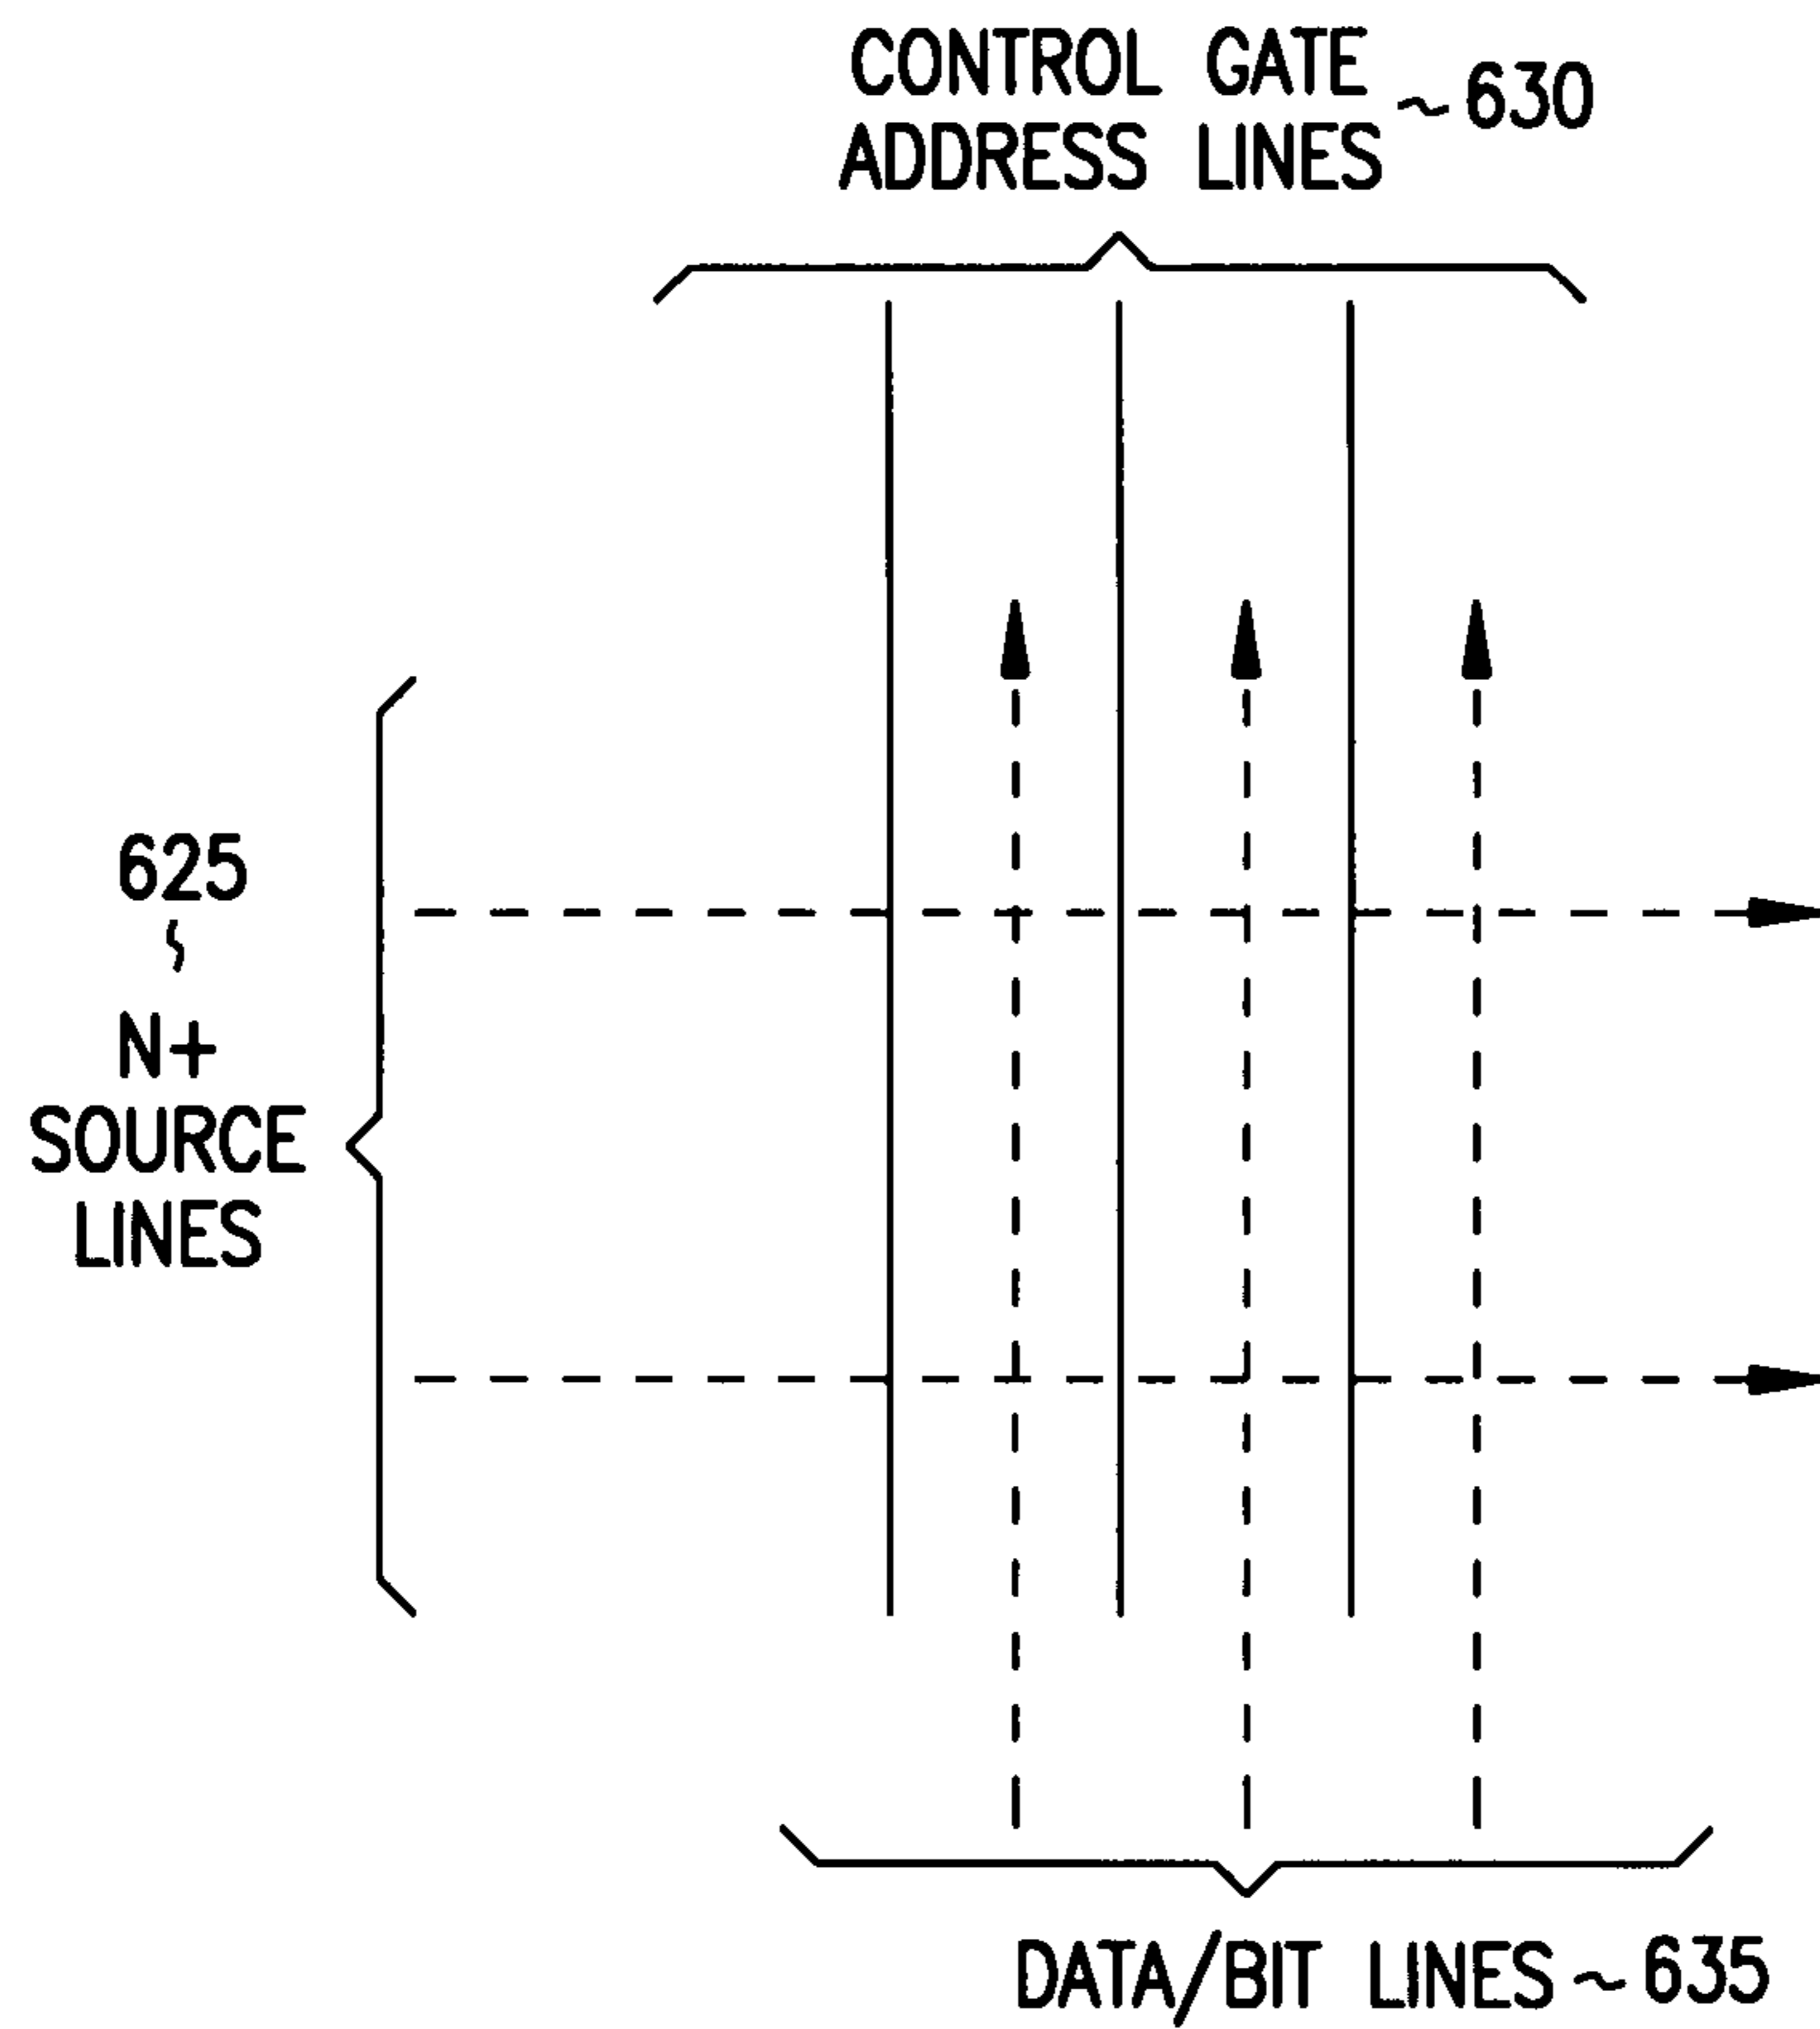 CONTROL GATE
ADDRESS LINES
~630
625
N+
SOURCE
LINES
DATA/BIT LINES ~635